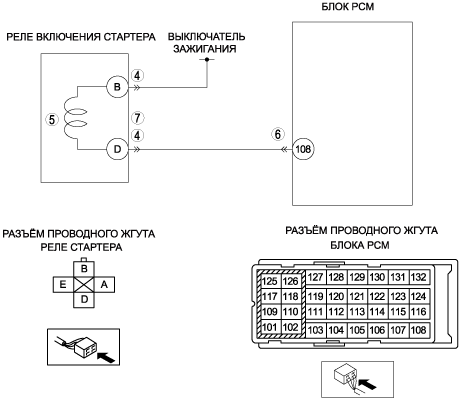 БЛОК PCM
РЕЛЕ ВКЛЮЧЕНИЯ СТАРТЕРА
ВЫКЛЮЧАТЕЛЬ
ЗАЖИГАНИЯ
B
4
5
7
4
D
6
108
РАЗЪЁМ ПРОВОДНОГО ЖГУТА
РЕЛЕ СТАРТЕРА
B
E A
D
РАЗЪЁМ ПРОВОДНОГО ЖГУТА
БЛОКА PCM
125 126 127 128 129 130 131 132
117 118 119 120 121 122 123 124
109 110 111 112 113 114 115 116
101 102 103 104 105 106 107 108